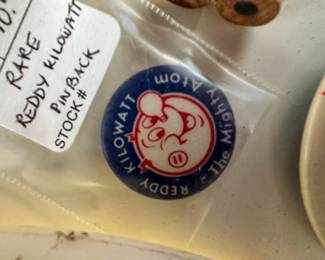 RARE
REDDY KILOWATT
PINBACK
STOCK#
REDDY KILOWATT
The Mighty Atom